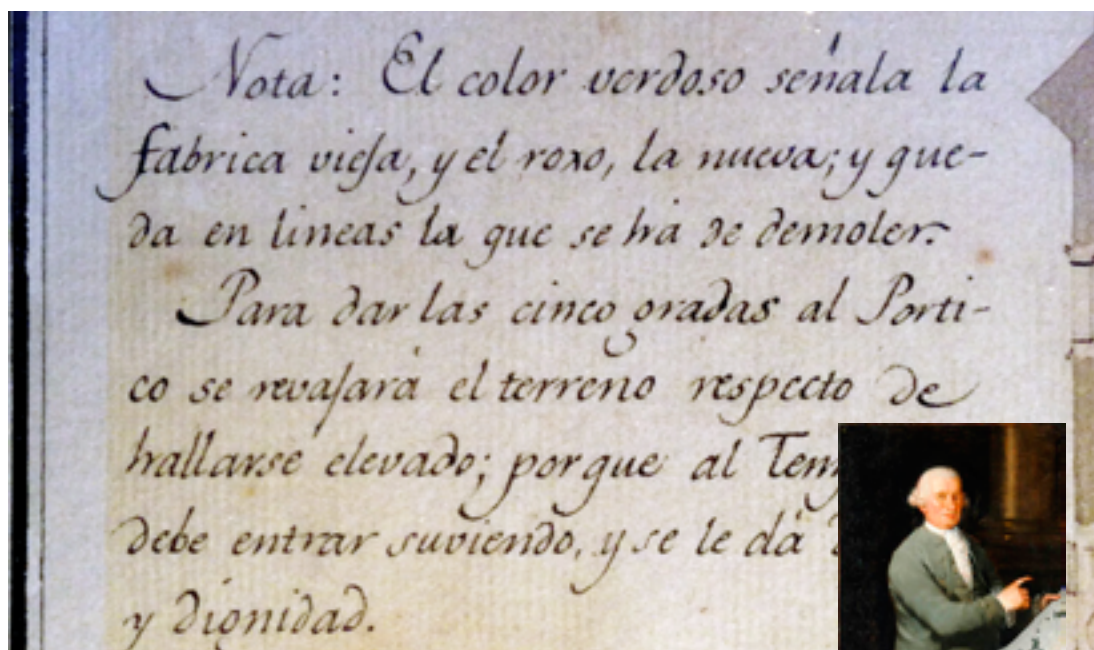 Nota: El color verdoso señala la
fabrica vieja, y el roxo, la nueva; y que-
da en lineas la que se há de demoler.
Para dar las cinco gradas al Porti-
co se revajará el terreno respecto de
hallarse elevado; porque al
debe entrar suviendo, y se le dá
y dignidad.